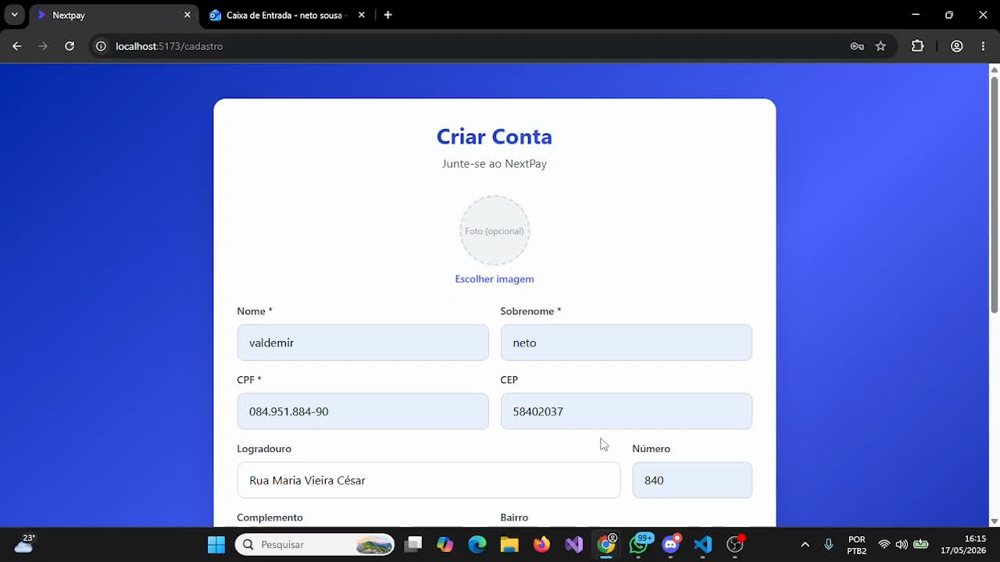 Nextpay
Caixa de Entrada - neto sousa -
localhost:5173/cadastro
Criar Conta
Junte-se ao NextPay
Foto (opcional)
Escolher imagem
Nome *
Sobrenome *
valdemir
neto
CPF *
CEP
084.951.884-90
58402037
Logradouro
Número
Rua Maria Vieira César
840
Complemento
Bairro
23°
Pesquisar
99+
POR
PTB2
16:15
17/05/2026